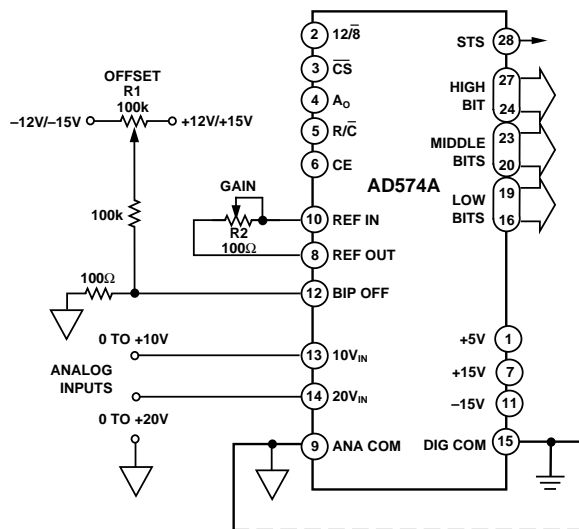 OFFSET
R1
100k
–12V/–15V
+12V/+15V
100k
100Ω
GAIN
R2
100Ω
0 TO +10V
ANALOG
INPUTS
0 TO +20V
2 12/8̅
3 C̅S̅
4 AO
5 R/C̅
6 CE
10 REF IN
8 REF OUT
12 BIP OFF
13 10VIN
14 20VIN
9 ANA COM
AD574A
STS 28
HIGH
BIT
27
24
MIDDLE
BITS
23
20
LOW
BITS
19
16
+5V 1
+15V 7
–15V 11
DIG COM 15